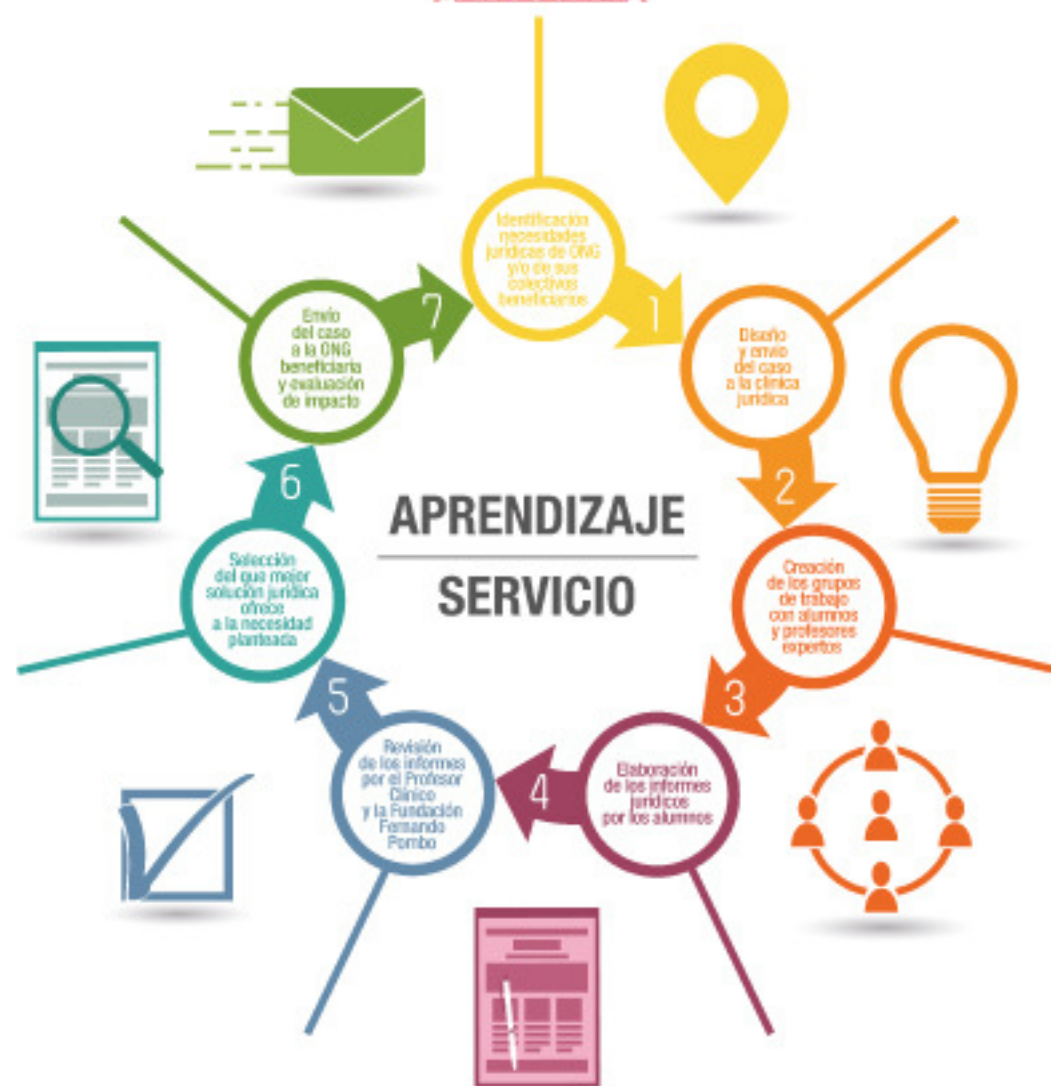 Identificación
necesidades
jurídicas de ONG
y/o de sus
colectivos
beneficiarios
1
Diseño
y envio
del caso
a la clínica
jurídica
2
Creación
de los grupos
de trabajo
con alumnos
y profesores
expertos
3
Elaboración
de los informes
jurídicos
por los alumnos
4
Revisión
de los informes
por el Profesor
Clínico
y la Fundación
Fernando
Pombo
5
Selección
del que mejor
solución jurídica
ofrece
a la necesidad
planteada
6
Envío
del caso
a la ONG
beneficiaria
y evaluación
de impacto
7
APRENDIZAJE
SERVICIO